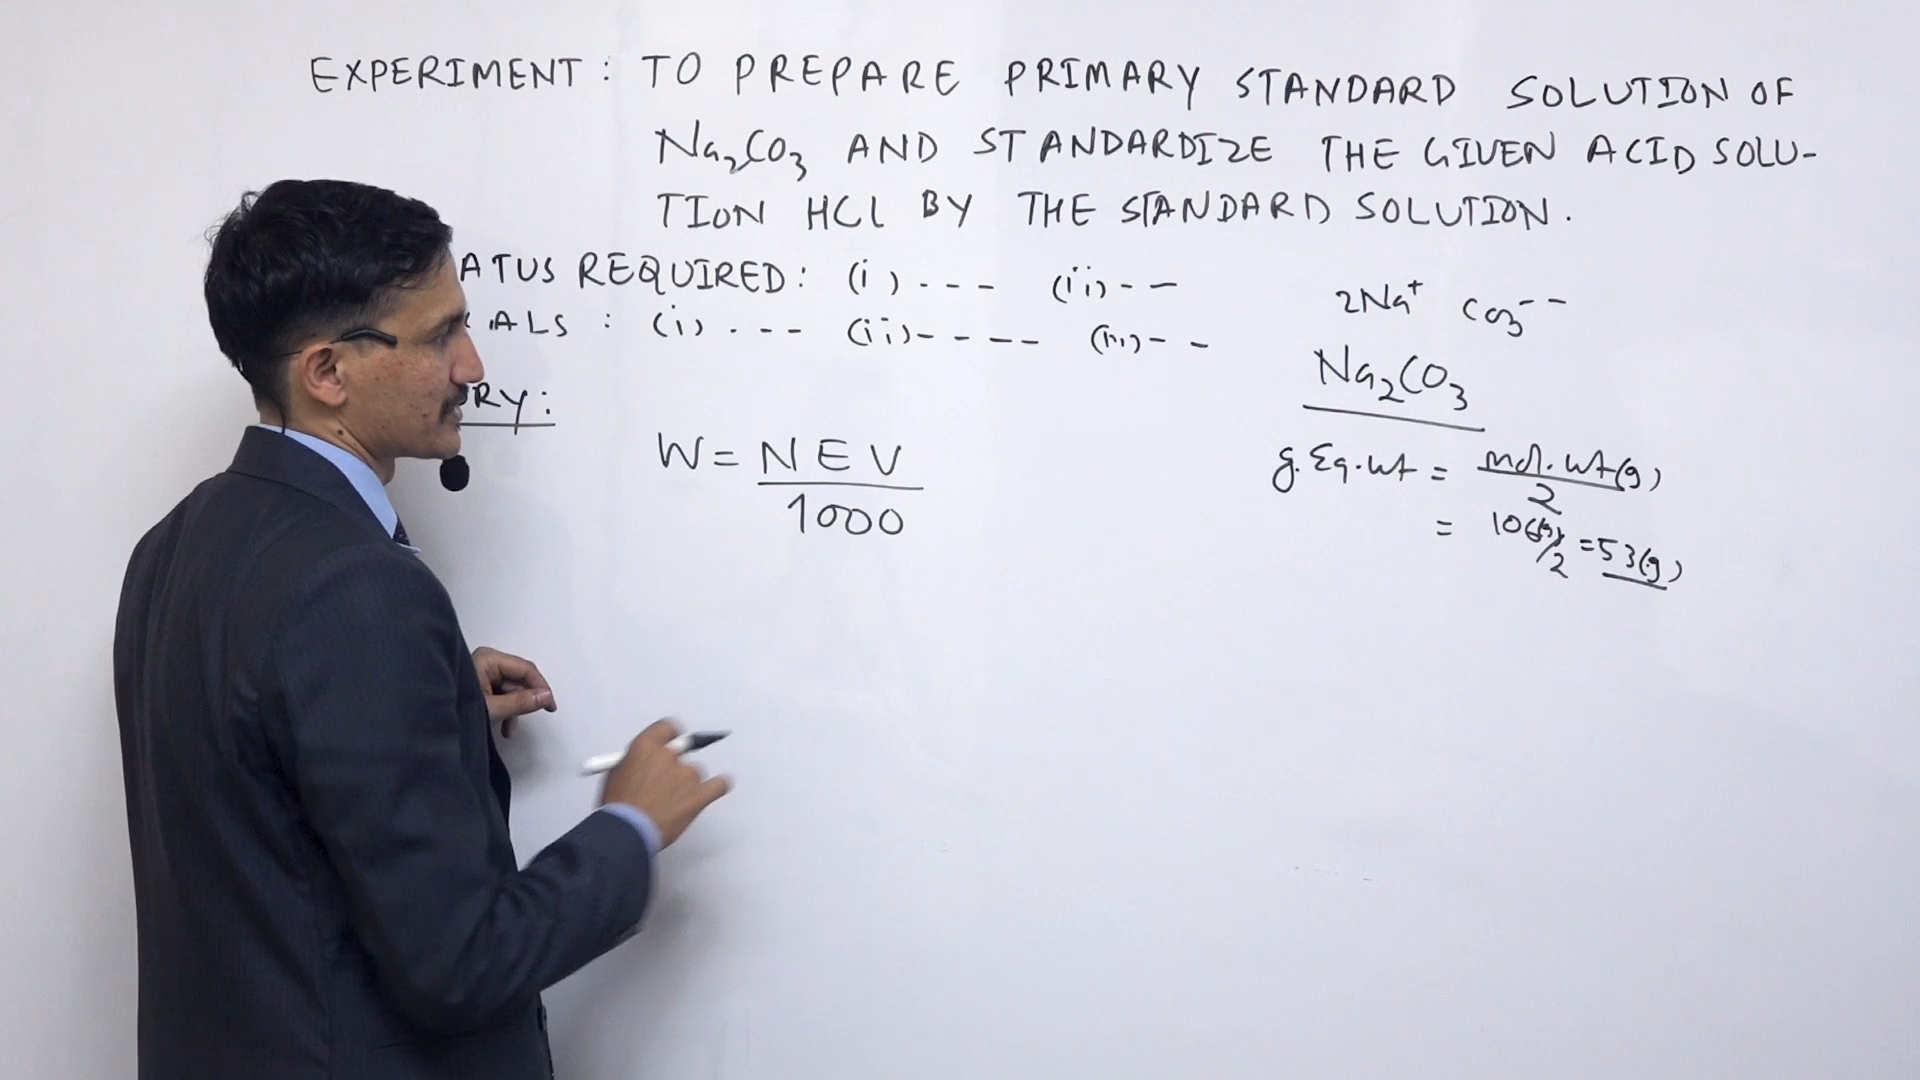 EXPERIMENT: TO PREPARE PRIMARY STANDARD SOLUTION OF
Na₂CO₃ AND STANDARDIZE THE GIVEN ACID SOLU-
TION HCl BY THE STANDARD SOLUTION.
ATUS REQUIRED: (i) --- (ii) --
ALS : (i) --- (ii) ---- (iii) --
ORY:
2Na⁺ CO₃⁻⁻
Na₂CO₃
W = NEV
1000
g.Eq.wt = mol. wt(g)
2
= 106(g)/2 = 53(g)